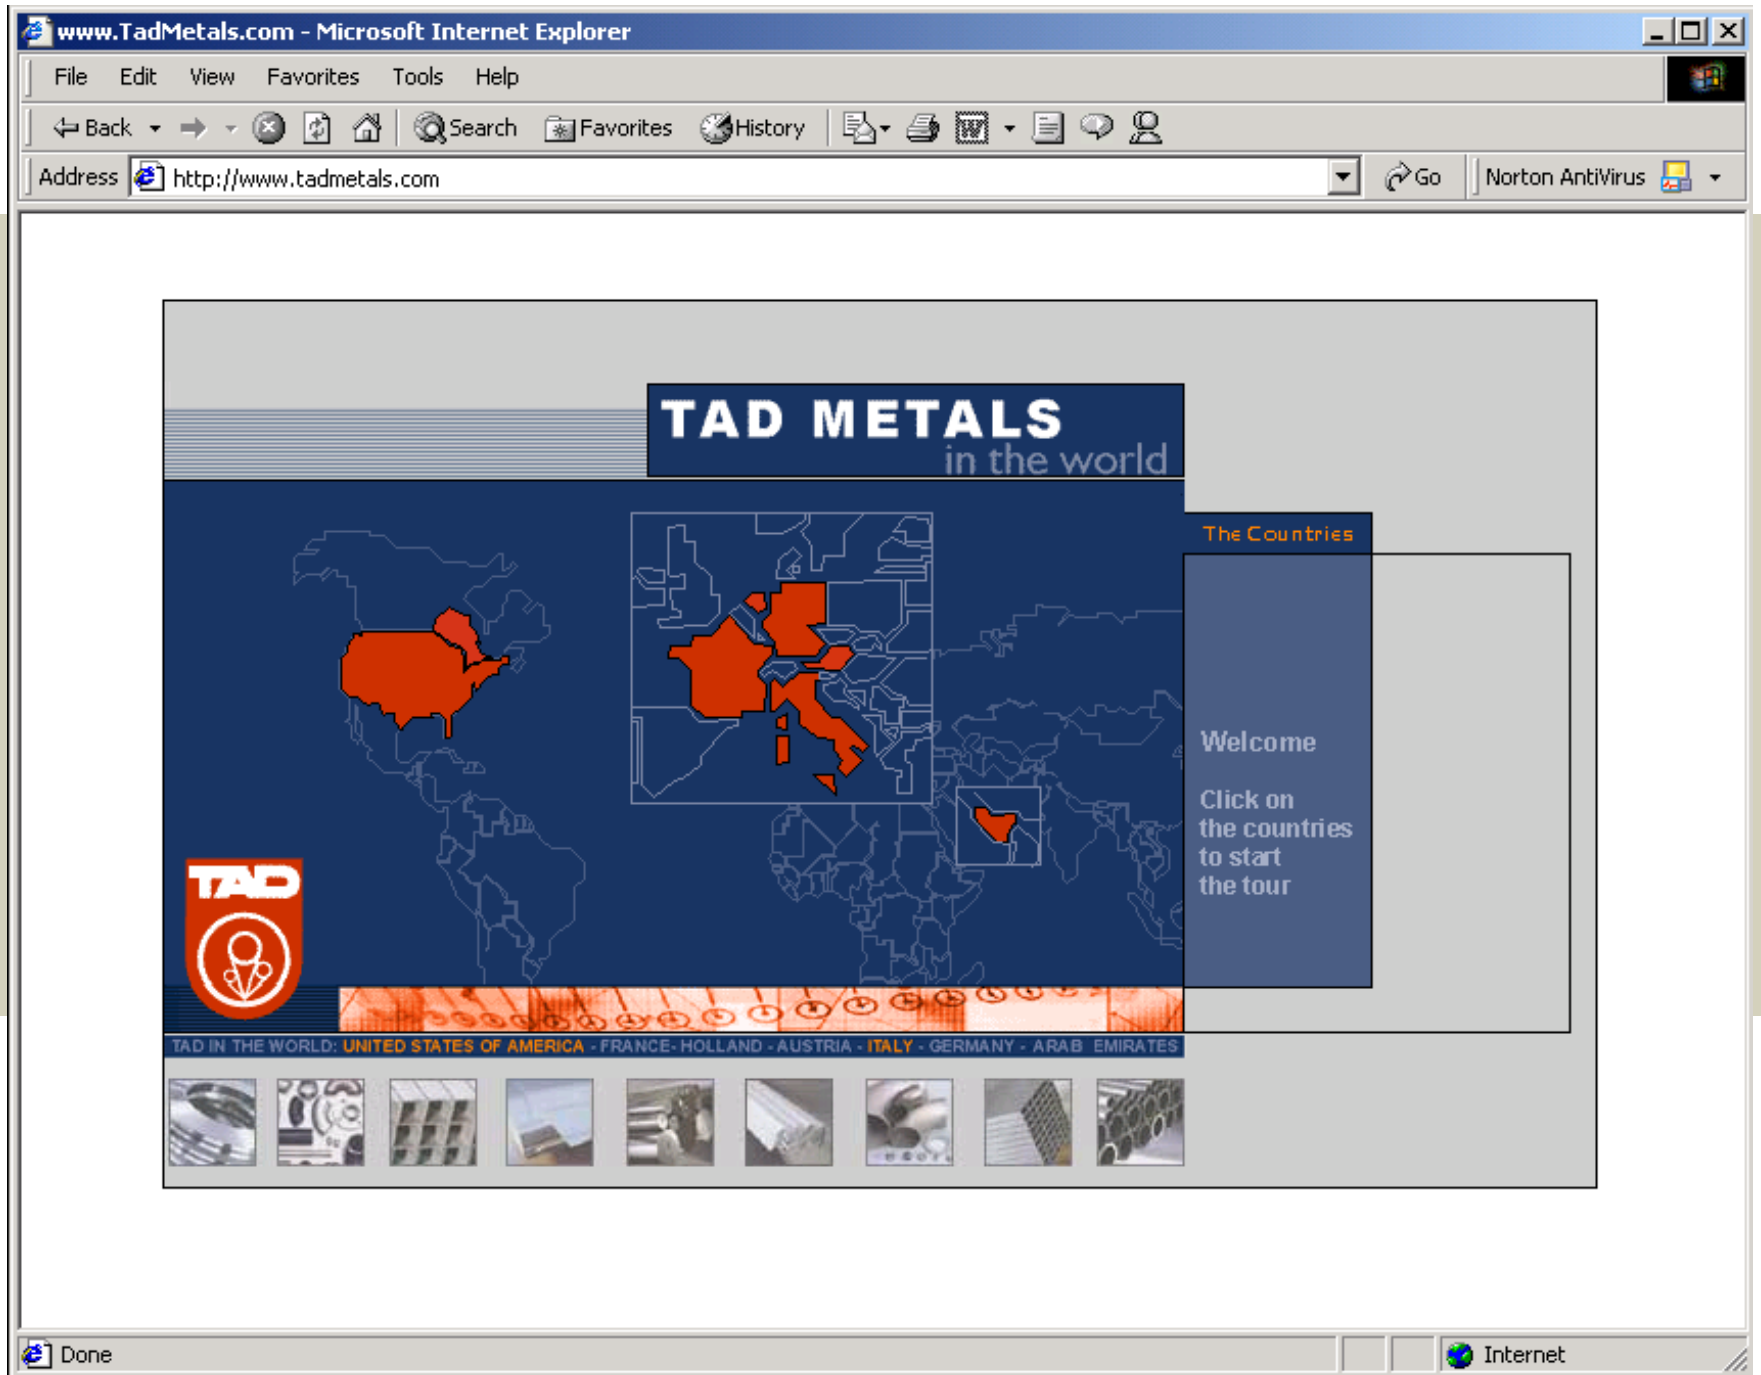 www.TadMetals.com - Microsoft Internet Explorer
File Edit View Favorites Tools Help
Back Search Favorites History
Address http://www.tadmetals.com Go Norton AntiVirus
TAD METALS
in the world
The Countries
Welcome
Click on
the countries
to start
the tour
TAD
TAD IN THE WORLD: UNITED STATES OF AMERICA - FRANCE- HOLLAND - AUSTRIA - ITALY - GERMANY - ARAB EMIRATES
Done Internet